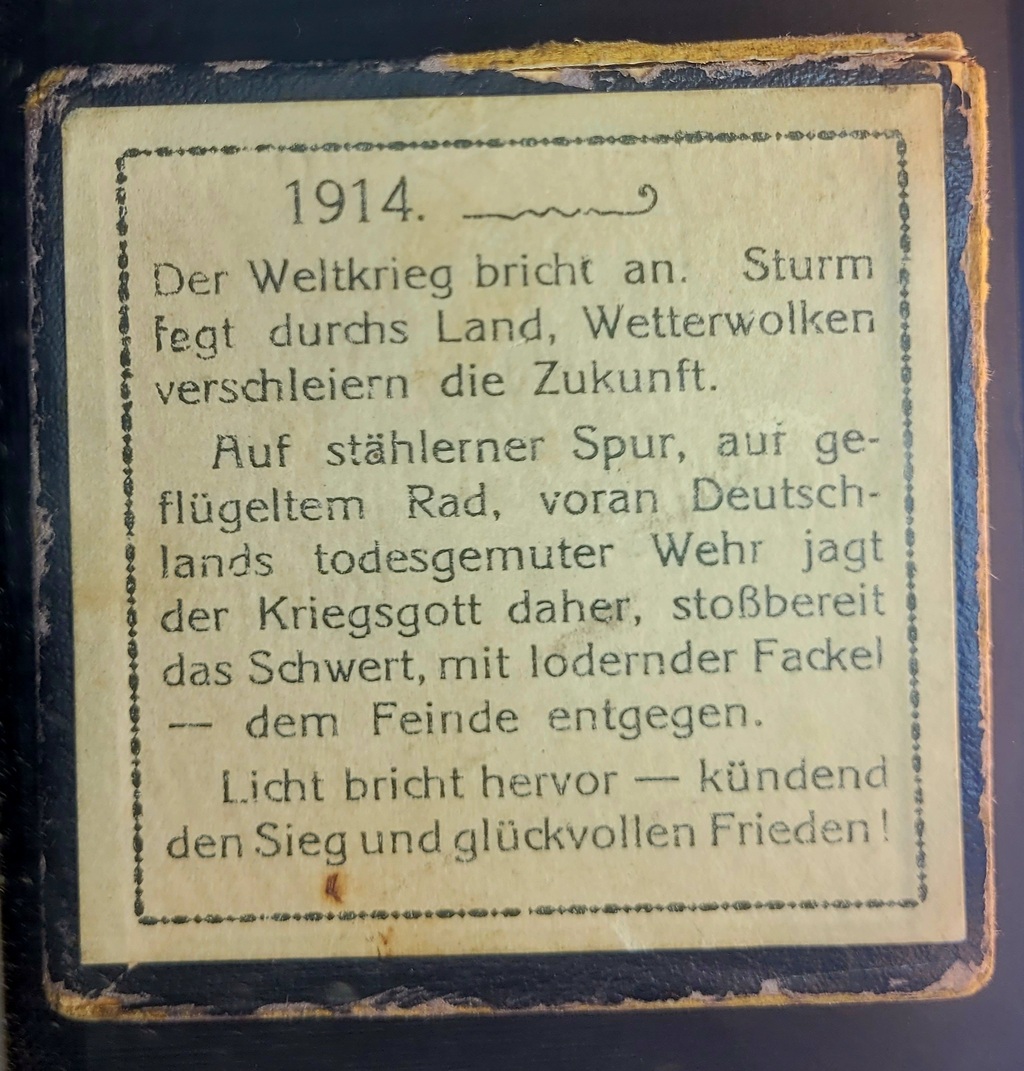 1914.
Der Weltkrieg bricht an. Sturm
fegt durchs Land, Wetterwolken
verschleiern die Zukunft.
Auf stählerner Spur, auf ge-
flügeltem Rad, voran Deutsch-
lands todesgemuter Wehr jagt
der Kriegsgott daher, stoßbereit
das Schwert, mit lodernder Fackel
— dem Feinde entgegen.
Licht bricht hervor — kündend
den Sieg und glückvollen Frieden!